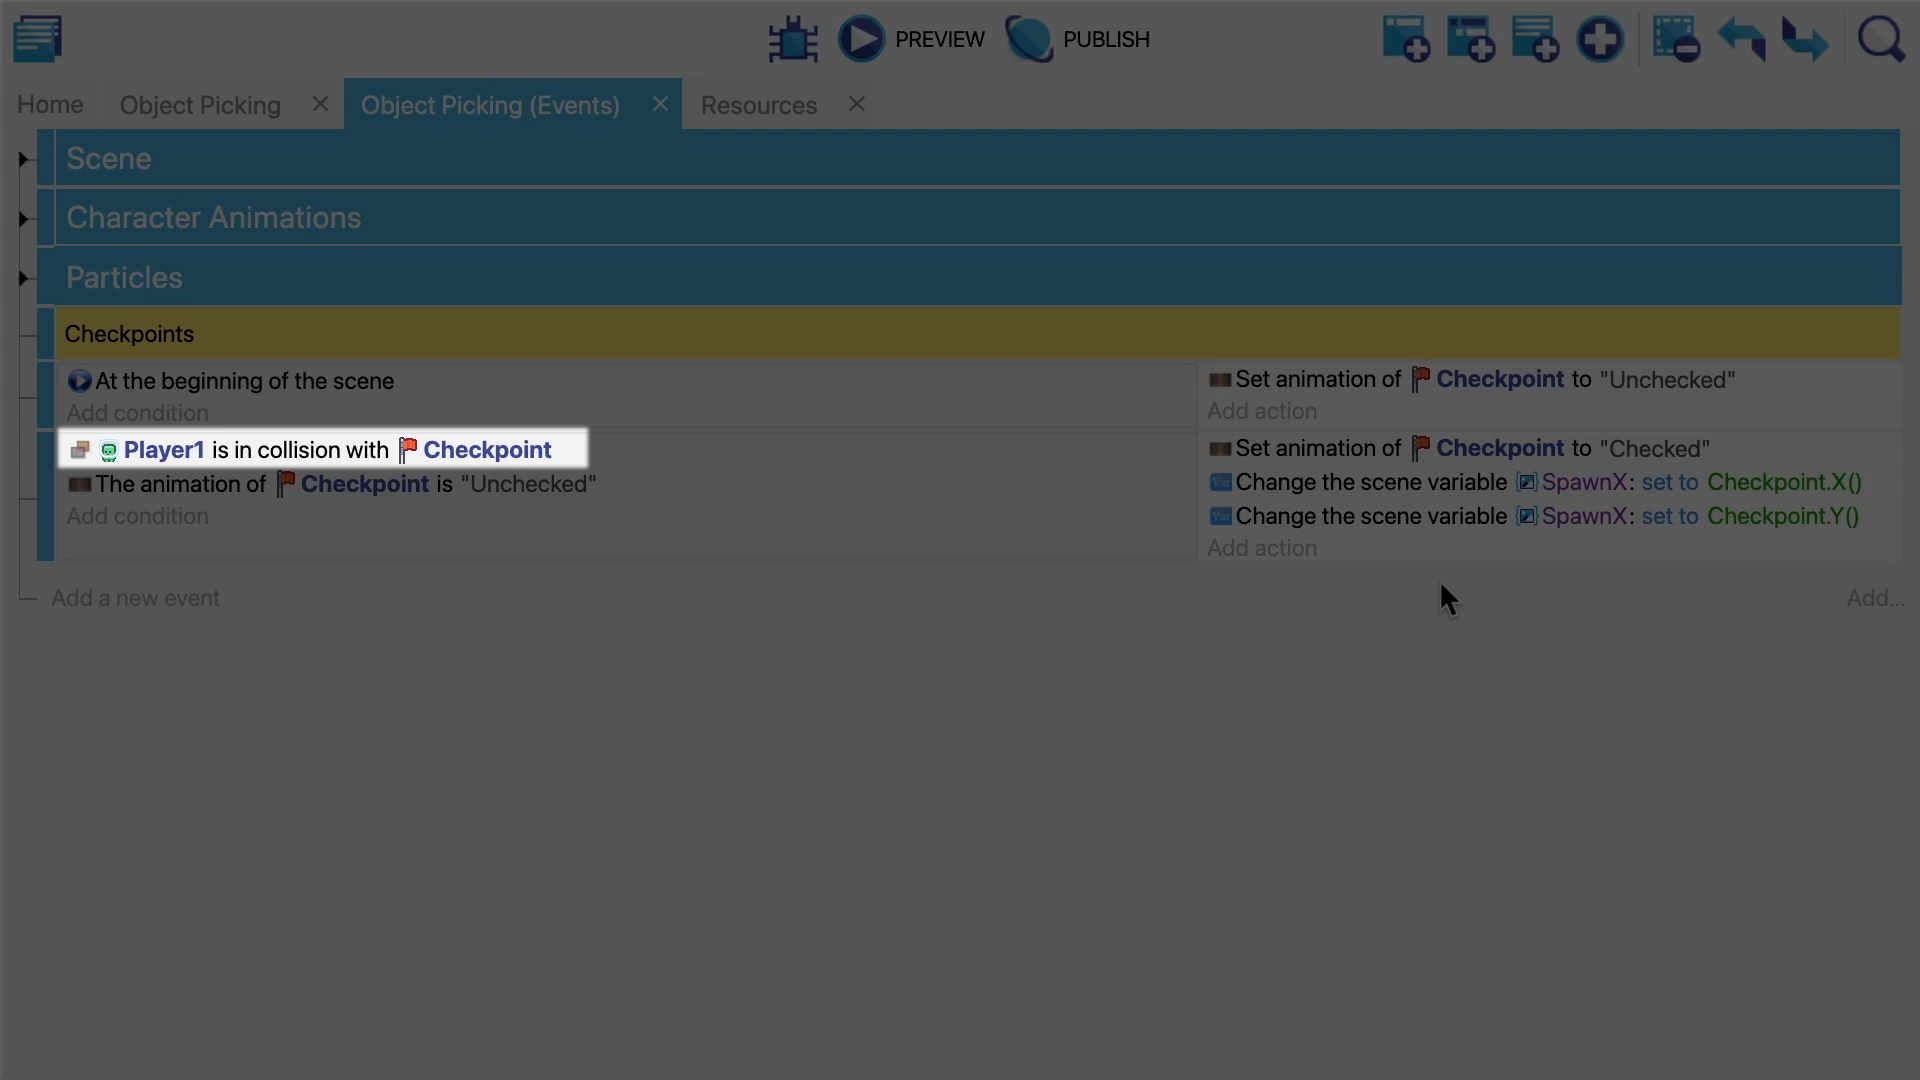 PREVIEW PUBLISH
Home Object Picking Object Picking (Events) Resources
Scene
Character Animations
Particles
Checkpoints
At the beginning of the scene
Add condition
Set animation of Checkpoint to "Unchecked"
Add action
Player1 is in collision with Checkpoint
The animation of Checkpoint is "Unchecked"
Add condition
Set animation of Checkpoint to "Checked"
Var Change the scene variable SpawnX: set to Checkpoint.X()
Var Change the scene variable SpawnX: set to Checkpoint.Y()
Add action
Add a new event
Add...